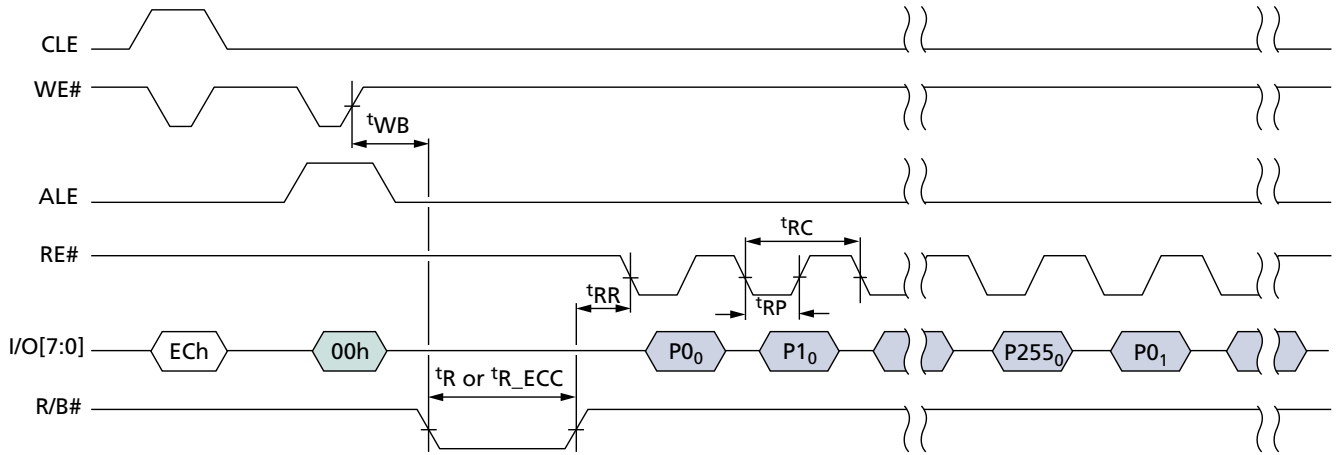 CLE
WE#
tWB
ALE
tRC
RE#
tRR
tRP
I/O[7:0]
ECh
00h
P0₀
P1₀
P255₀
P0₁
tR or tR_ECC
R/B#